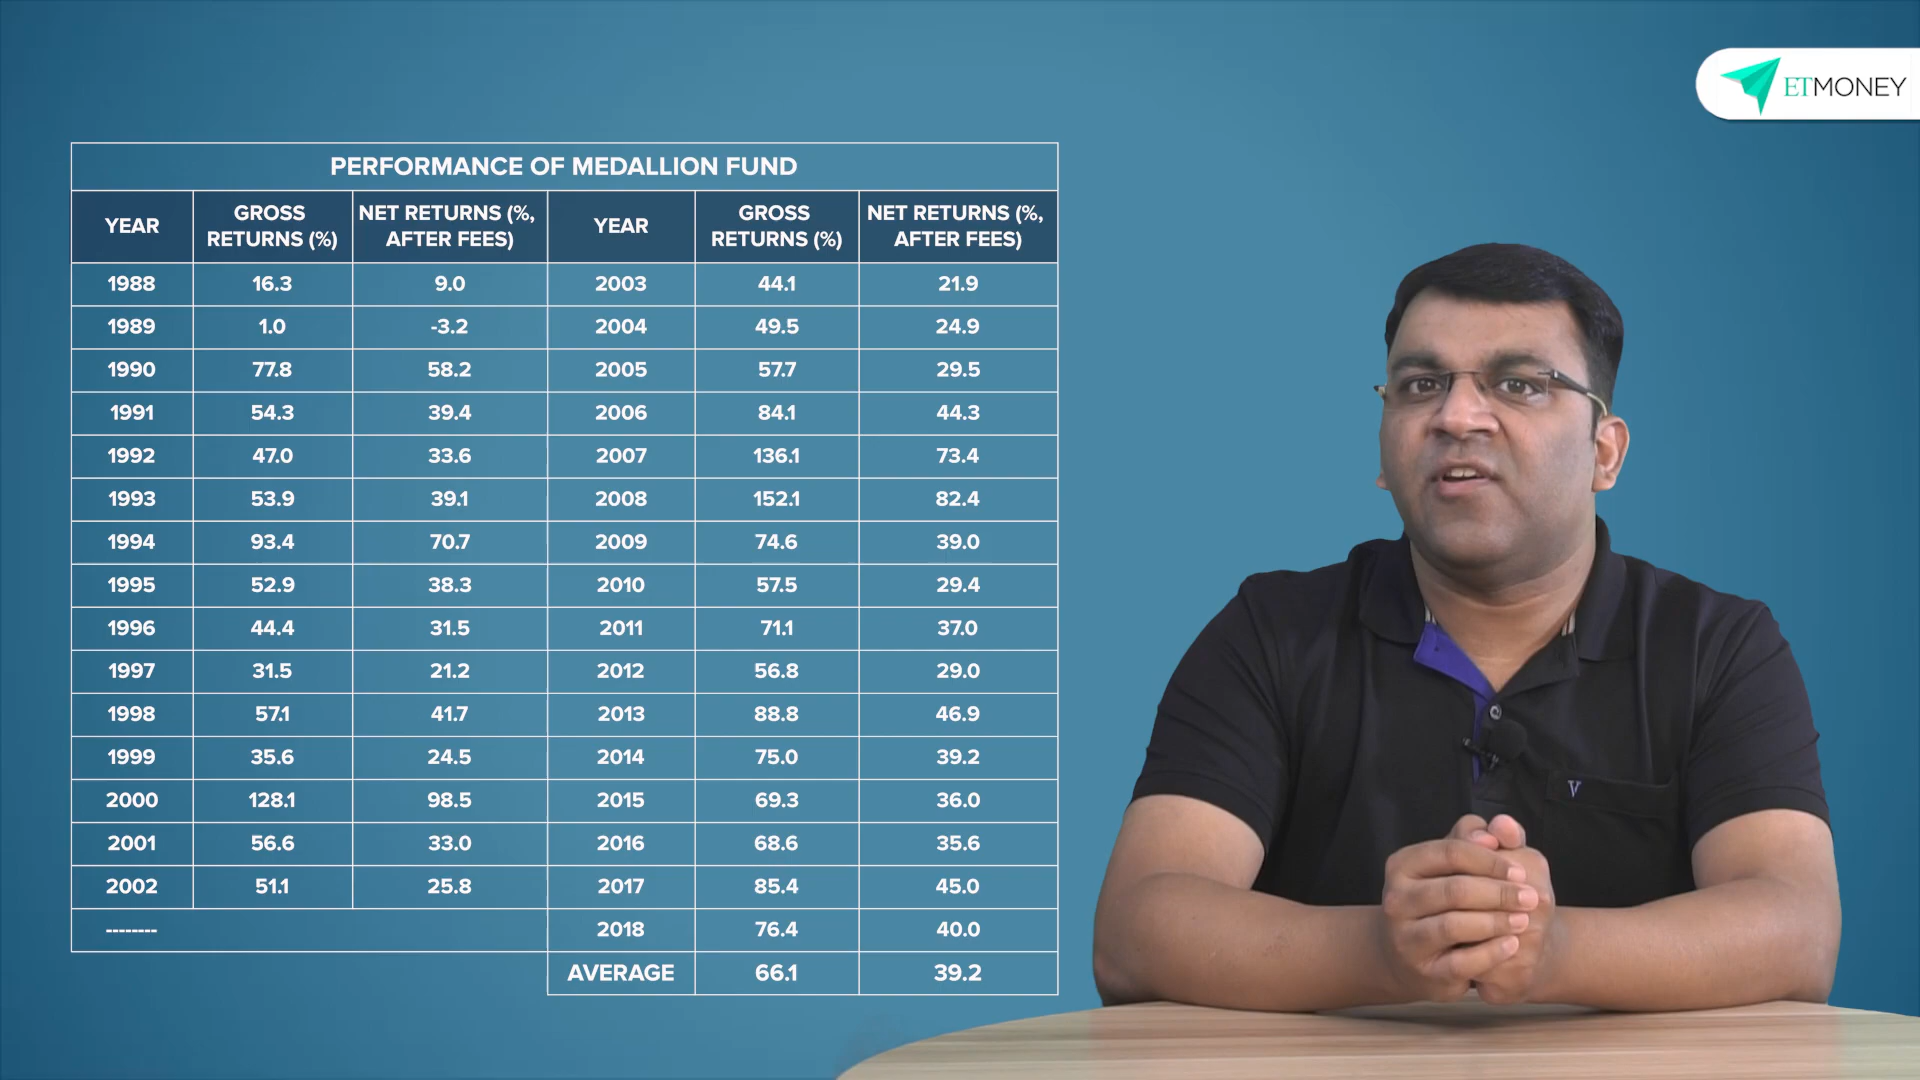 ETMONEY
PERFORMANCE OF MEDALLION FUND
YEAR GROSS RETURNS (%) NET RETURNS (%, AFTER FEES) YEAR GROSS RETURNS (%) NET RETURNS (%, AFTER FEES)
1988 16.3 9.0 2003 44.1 21.9
1989 1.0 -3.2 2004 49.5 24.9
1990 77.8 58.2 2005 57.7 29.5
1991 54.3 39.4 2006 84.1 44.3
1992 47.0 33.6 2007 136.1 73.4
1993 53.9 39.1 2008 152.1 82.4
1994 93.4 70.7 2009 74.6 39.0
1995 52.9 38.3 2010 57.5 29.4
1996 44.4 31.5 2011 71.1 37.0
1997 31.5 21.2 2012 56.8 29.0
1998 57.1 41.7 2013 88.8 46.9
1999 35.6 24.5 2014 75.0 39.2
2000 128.1 98.5 2015 69.3 36.0
2001 56.6 33.0 2016 68.6 35.6
2002 51.1 25.8 2017 85.4 45.0
-------- 2018 76.4 40.0
AVERAGE 66.1 39.2
V